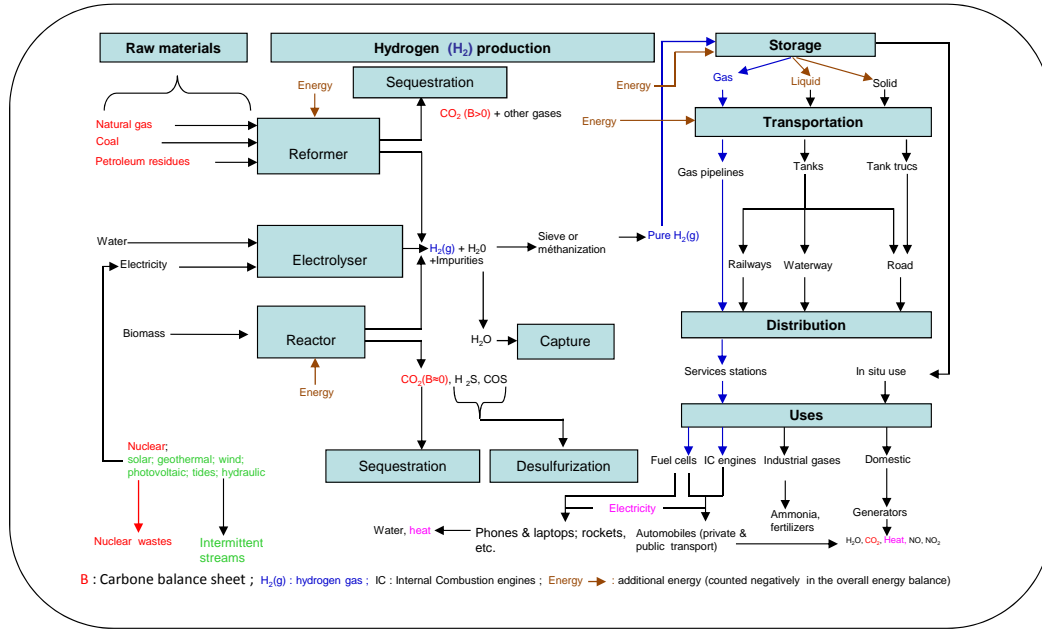 Raw materials
Hydrogen (H2) production
Storage
Sequestration
Energy
CO2 (B>0) + other gases
Energy
Gas
Liquid
Solid
Natural gas
Coal
Petroleum residues
Reformer
Energy
Transportation
Gas pipelines
Tanks
Tank trucs
Water
Electricity
Electrolyser
H2(g) + H20
+Impurities
Sieve or
méthanization
Pure H2(g)
Railways
Waterway
Road
Biomass
Reactor
H2O
Capture
Distribution
Energy
CO2(B≈0), H 2S, COS
Services stations
In situ use
Uses
Nuclear;
solar; geothermal; wind;
photovoltaic; tides; hydraulic
Sequestration
Desulfurization
Fuel cells
IC engines
Industrial gases
Domestic
Electricity
Nuclear wastes
Intermittent
streams
Water, heat
Phones & laptops; rockets,
etc.
Automobiles (private &
public transport)
Ammonia,
fertilizers
Generators
H2O, CO2, Heat, NO, NO2
B : Carbone balance sheet ; H2(g) : hydrogen gas ; IC : Internal Combustion engines ; Energy : additional energy (counted negatively in the overall energy balance)